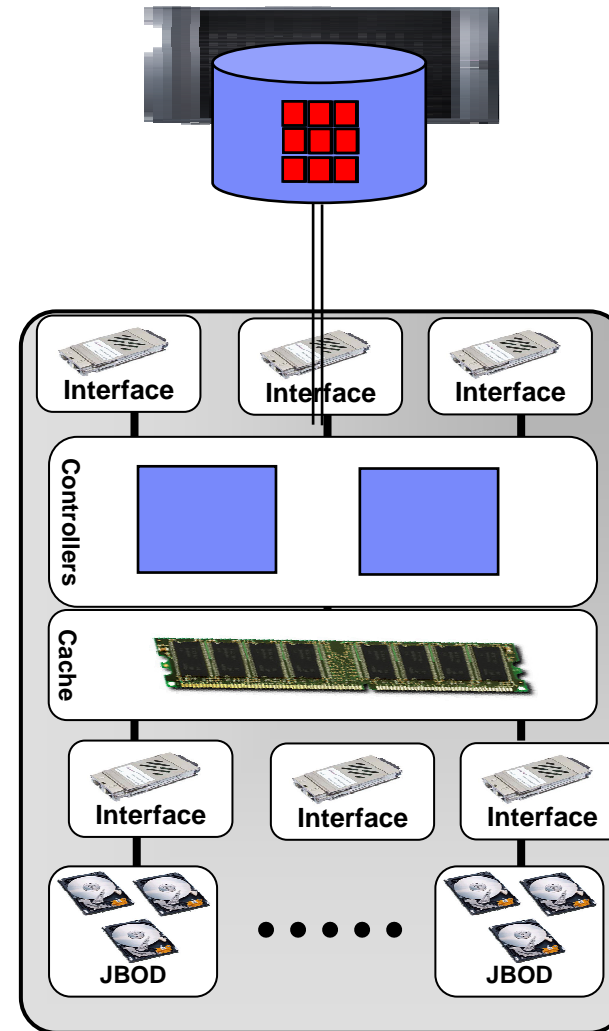 Interface
Interface
Interface
Controllers
Cache
Interface
Interface
Interface
JBOD
JBOD